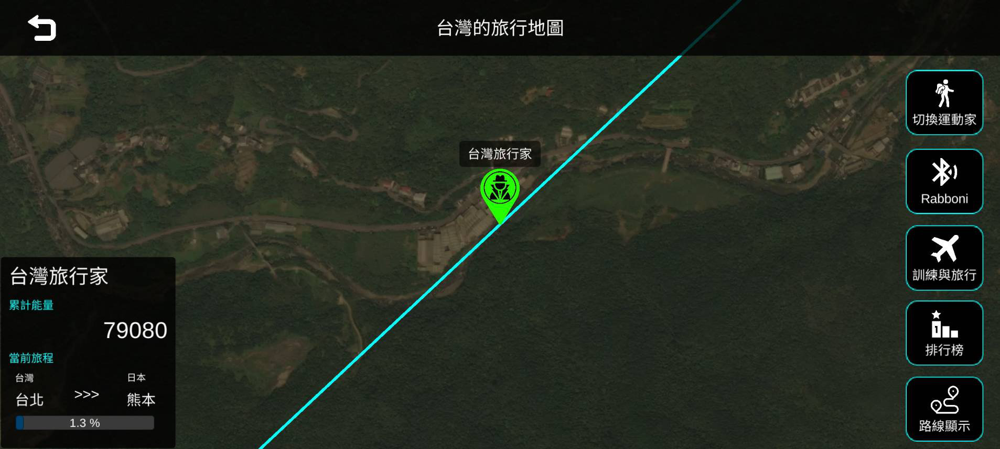 台灣的旅行地圖
台灣旅行家
切換運動家
Rabboni
訓練與旅行
1
排行榜
路線顯示
台灣旅行家
累計能量
79080
當前旅程
台灣 日本
台北 >>> 熊本
1.3 %